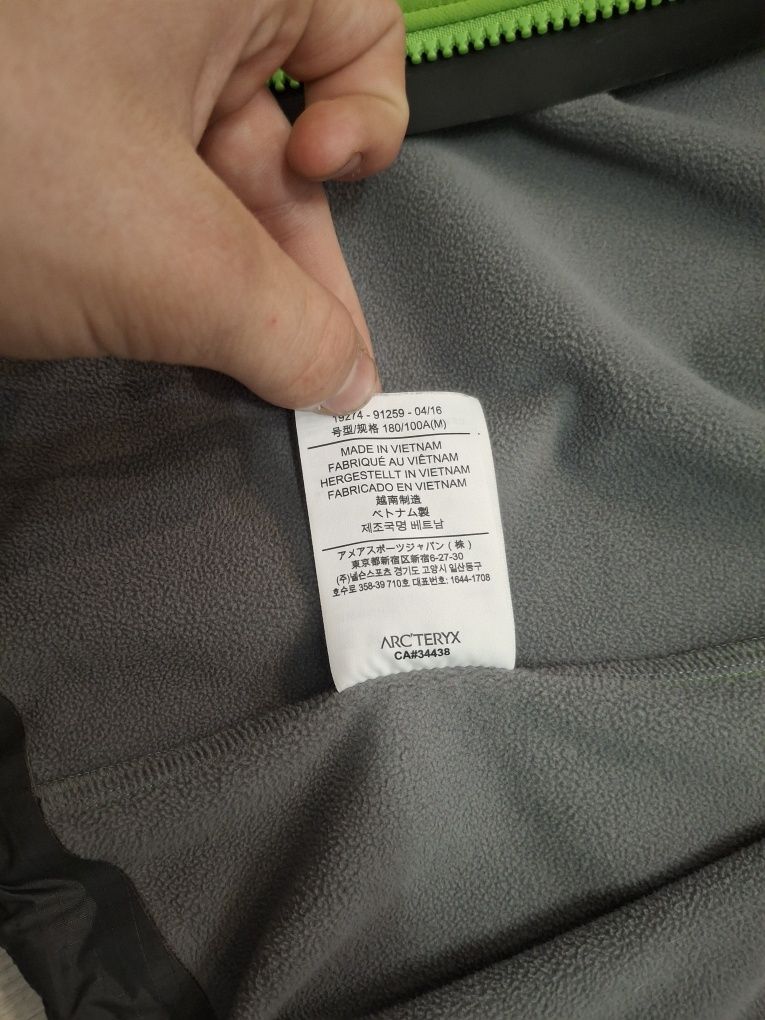 19274 - 91259 - 04/16
号型/规格 180/100A(M)
MADE IN VIETNAM
FABRIQUÉ AU VIÊTNAM
HERGESTELLT IN VIETNAM
FABRICADO EN VIETNAM
越南制造
ベトナム製
제조국명 베트남
アメアスポーツジャパン(株)
東京都新宿区新宿6-27-30
(주)넬슨스포츠 경기도 고양시 일산동구
호수로 358-39 710호 대표번호: 1644-1708
ARC'TERYX
CA#34438